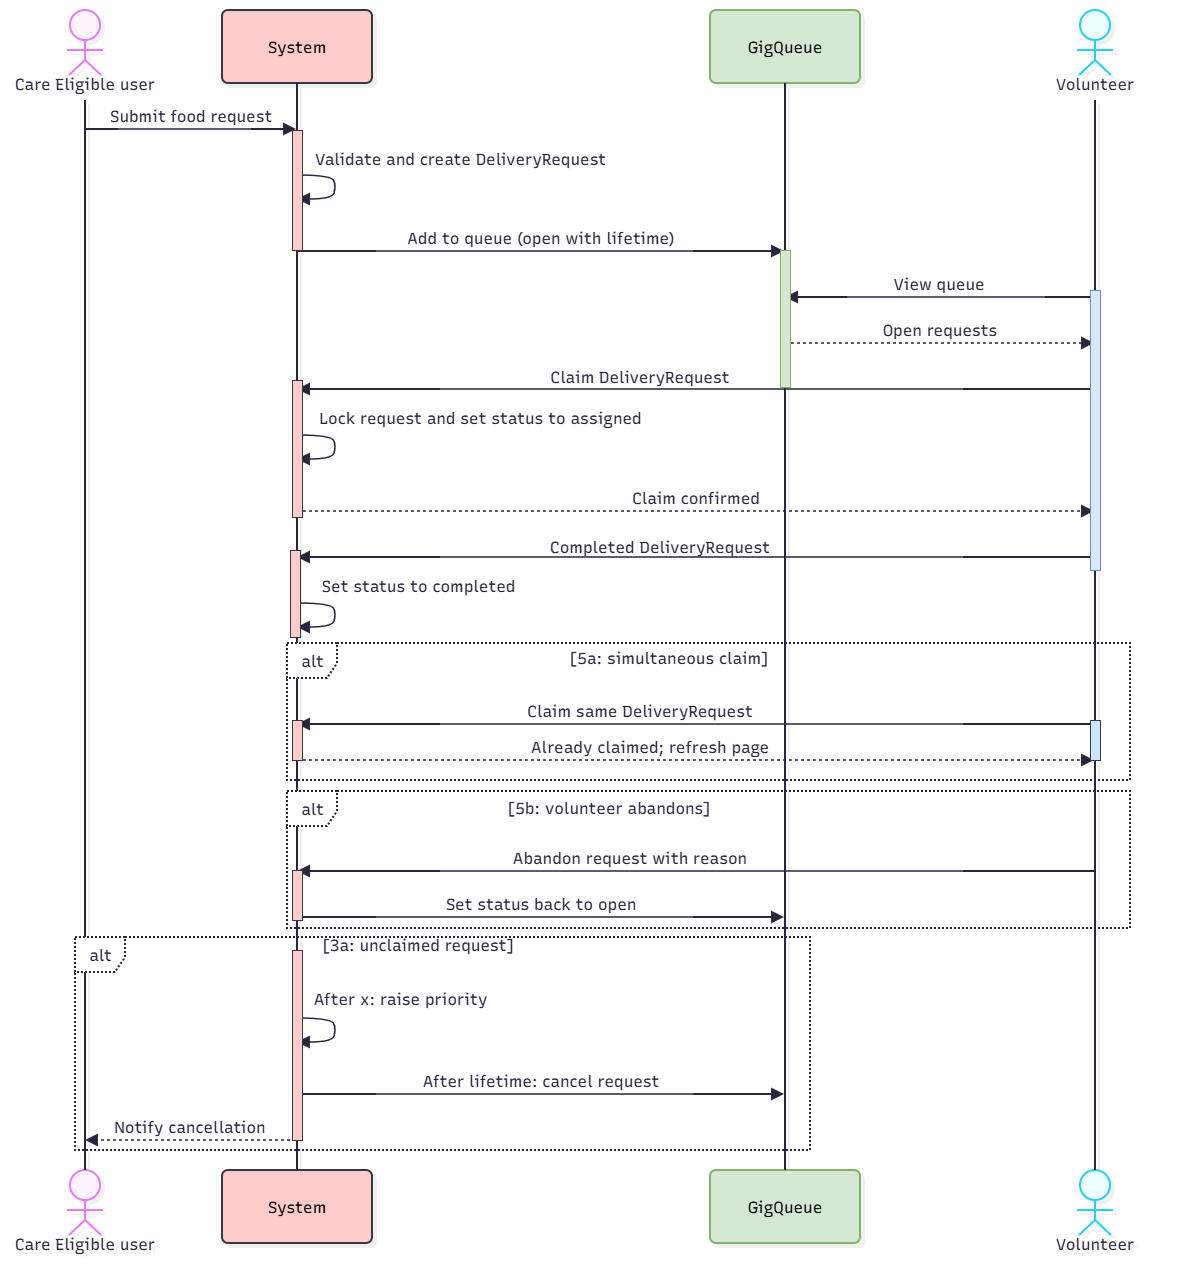 System
GigQueue
Care Eligible user
Volunteer
Submit food request
Validate and create DeliveryRequest
Add to queue (open with lifetime)
View queue
Open requests
Claim DeliveryRequest
Lock request and set status to assigned
Claim confirmed
Completed DeliveryRequest
Set status to completed
alt
[5a: simultaneous claim]
Claim same DeliveryRequest
Already claimed; refresh page
alt
[5b: volunteer abandons]
Abandon request with reason
Set status back to open
alt
[3a: unclaimed request]
After x: raise priority
After lifetime: cancel request
Notify cancellation
System
GigQueue
Care Eligible user
Volunteer